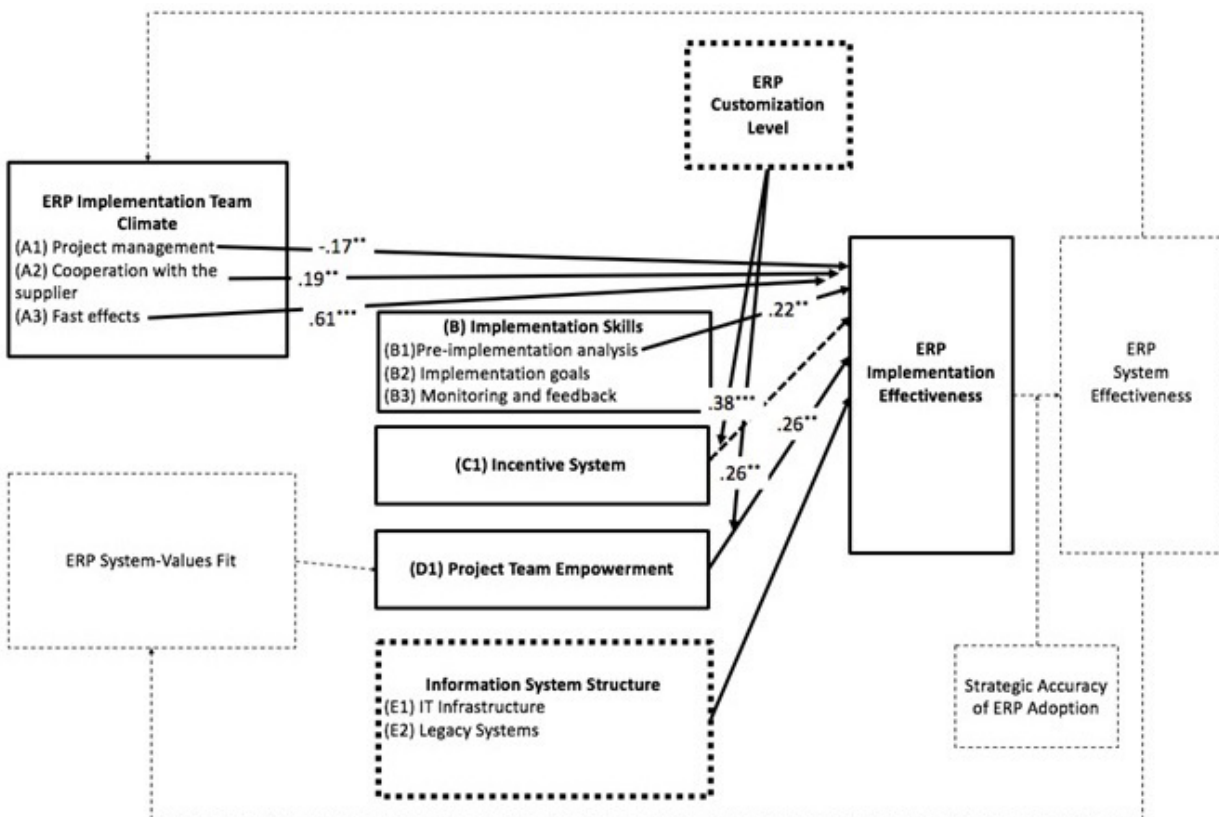 ERP
Customization
Level
ERP Implementation Team
Climate
(A1) Project management
(A2) Cooperation with the
supplier
(A3) Fast effects
-.17**
.19**
.61***
(B) Implementation Skills
(B1)Pre-implementation analysis
(B2) Implementation goals
(B3) Monitoring and feedback
.22**
.38***
.26**
.26**
(C1) Incentive System
(D1) Project Team Empowerment
Information System Structure
(E1) IT Infrastructure
(E2) Legacy Systems
ERP System-Values Fit
ERP
Implementation
Effectiveness
ERP
System
Effectiveness
Strategic Accuracy
of ERP Adoption